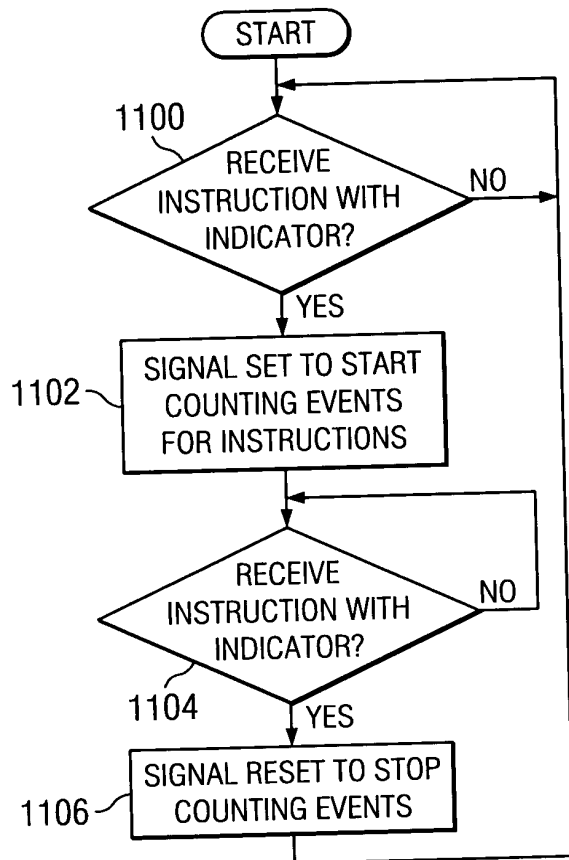 START
1100
RECEIVE
INSTRUCTION WITH
INDICATOR?
NO
YES
1102
SIGNAL SET TO START
COUNTING EVENTS
FOR INSTRUCTIONS
RECEIVE
INSTRUCTION WITH
INDICATOR?
NO
1104
YES
SIGNAL RESET TO STOP
COUNTING EVENTS
1106